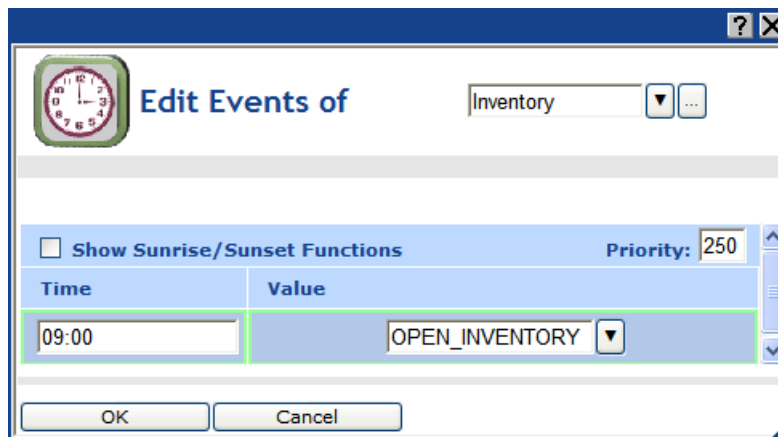 ?
Edit Events of Inventory ...
Show Sunrise/Sunset Functions Priority: 250
Time Value
09:00 OPEN_INVENTORY
OK Cancel